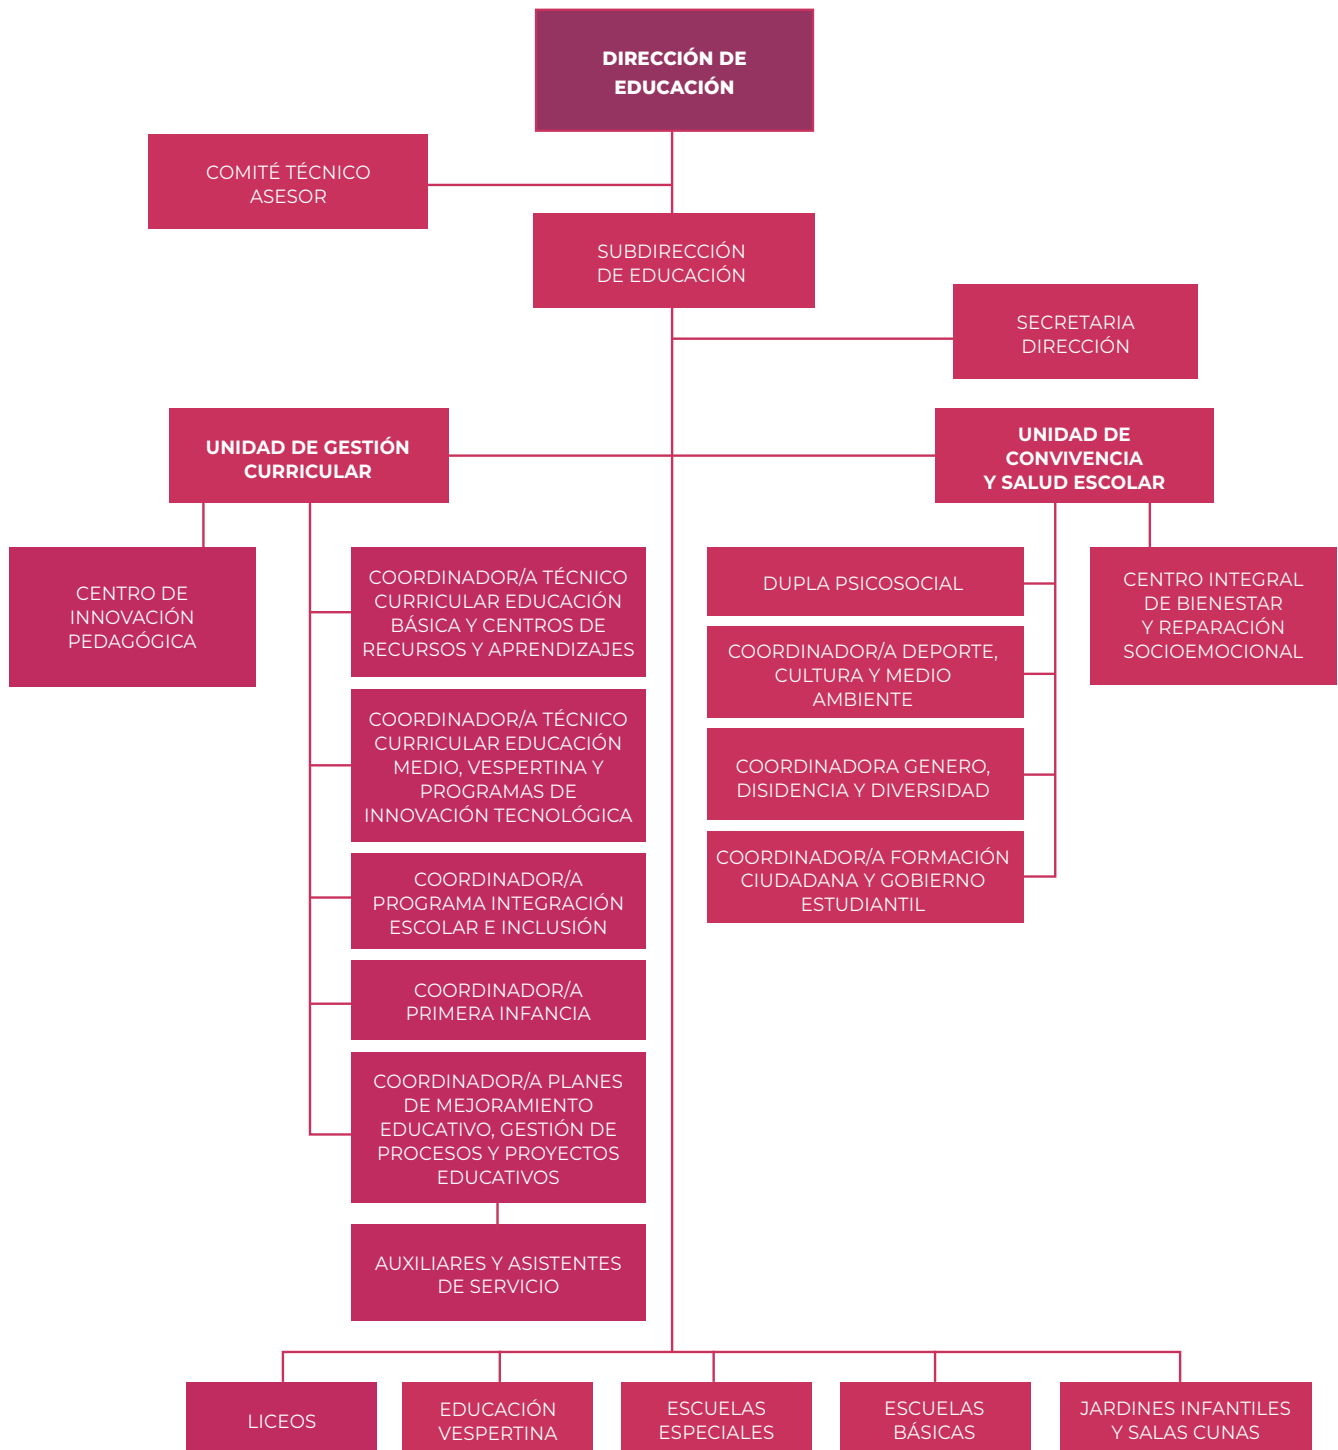 DIRECCIÓN DE
EDUCACIÓN
COMITÉ TÉCNICO
ASESOR
SUBDIRECCIÓN
DE EDUCACIÓN
SECRETARIA
DIRECCIÓN
UNIDAD DE GESTIÓN
CURRICULAR
UNIDAD DE
CONVIVENCIA
Y SALUD ESCOLAR
CENTRO DE
INNOVACIÓN
PEDAGÓGICA
COORDINADOR/A TÉCNICO
CURRICULAR EDUCACIÓN
BÁSICA Y CENTROS DE
RECURSOS Y APRENDIZAJES
COORDINADOR/A TÉCNICO
CURRICULAR EDUCACIÓN
MEDIO, VESPERTINA Y
PROGRAMAS DE
INNOVACIÓN TECNOLÓGICA
COORDINADOR/A
PROGRAMA INTEGRACIÓN
ESCOLAR E INCLUSIÓN
COORDINADOR/A
PRIMERA INFANCIA
COORDINADOR/A PLANES
DE MEJORAMIENTO
EDUCATIVO, GESTIÓN DE
PROCESOS Y PROYECTOS
EDUCATIVOS
AUXILIARES Y ASISTENTES
DE SERVICIO
DUPLA PSICOSOCIAL
COORDINADOR/A DEPORTE,
CULTURA Y MEDIO
AMBIENTE
COORDINADORA GENERO,
DISIDENCIA Y DIVERSIDAD
COORDINADOR/A FORMACIÓN
CIUDADANA Y GOBIERNO
ESTUDIANTIL
CENTRO INTEGRAL
DE BIENESTAR
Y REPARACIÓN
SOCIOEMOCIONAL
LICEOS
EDUCACIÓN
VESPERTINA
ESCUELAS
ESPECIALES
ESCUELAS
BÁSICAS
JARDINES INFANTILES
Y SALAS CUNAS